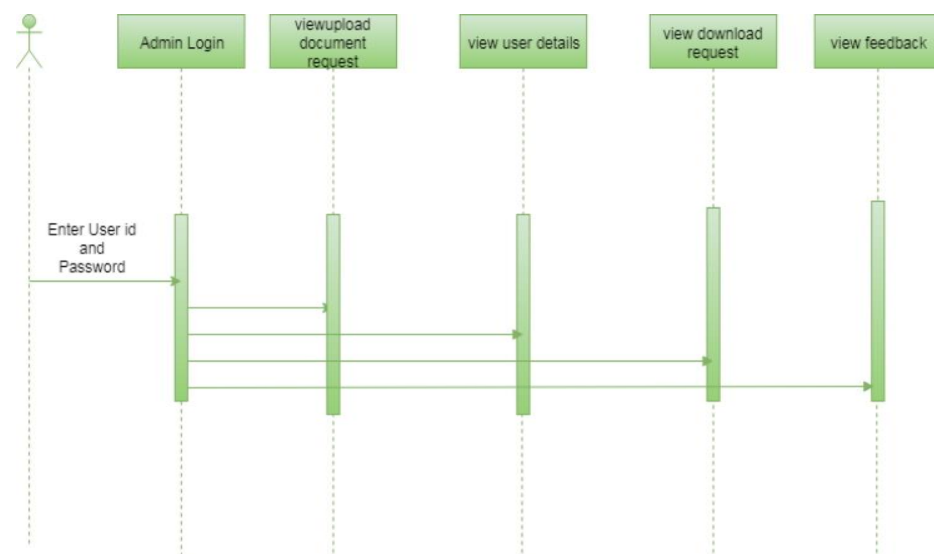 Admin Login
viewupload
document
request
view user details
view download
request
view feedback
Enter User id
and
Password